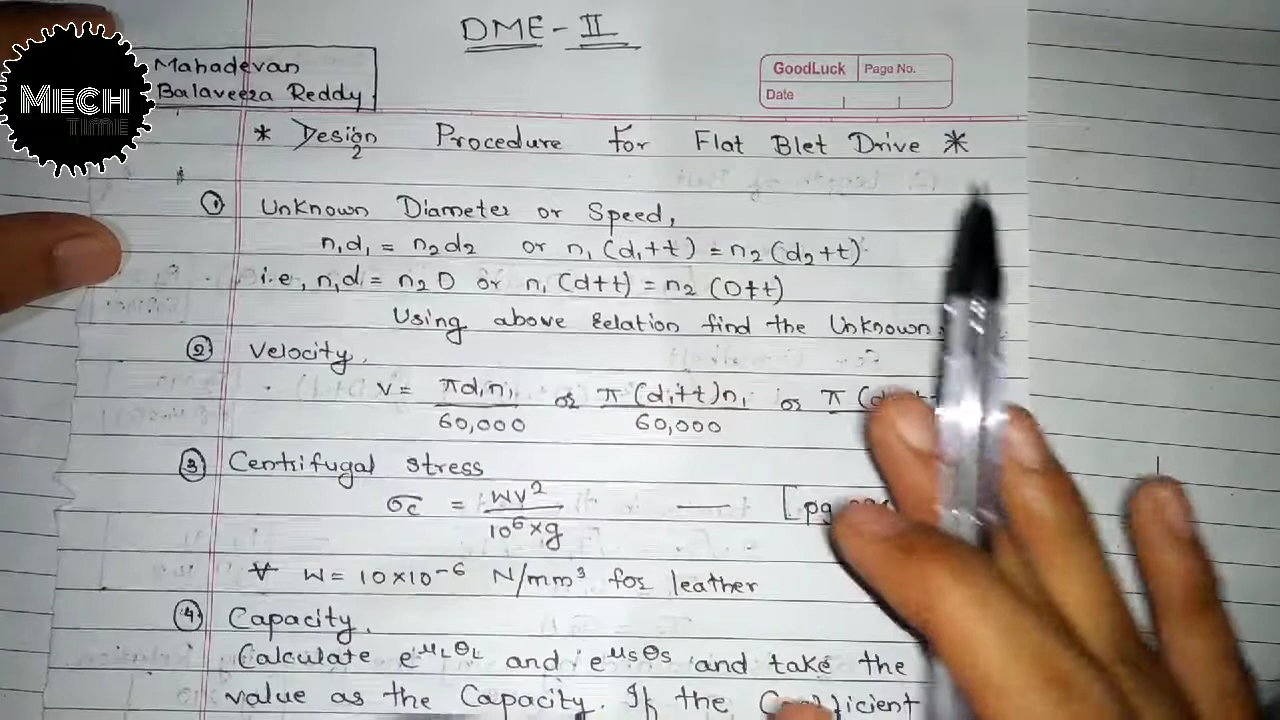 DME - II
Mahadevan
Balaveera Reddy
MECH
TIME
GoodLuck Page No.
Date
* Design Procedure for Flat Blet Drive *
① Unknown Diameter or Speed,
n₁d₁ = n₂d₂ or n₁(d₁+t) = n₂(d₂+t)
i.e, n₁d = n₂D or n₁(d+t) = n₂(D+t)
Using above relation find the Unknown
② Velocity.
V = πd₁n₁/60,000 or π(d₁+t)n₁/60,000 or π
③ Centrifugal stress
σc = WV²/10⁶×g — [pg
∀ W = 10×10⁻⁶ N/mm³ for leather
④ Capacity.
Calculate e^μLθL and e^μsθs and take the
value as the Capacity. If the Coefficient